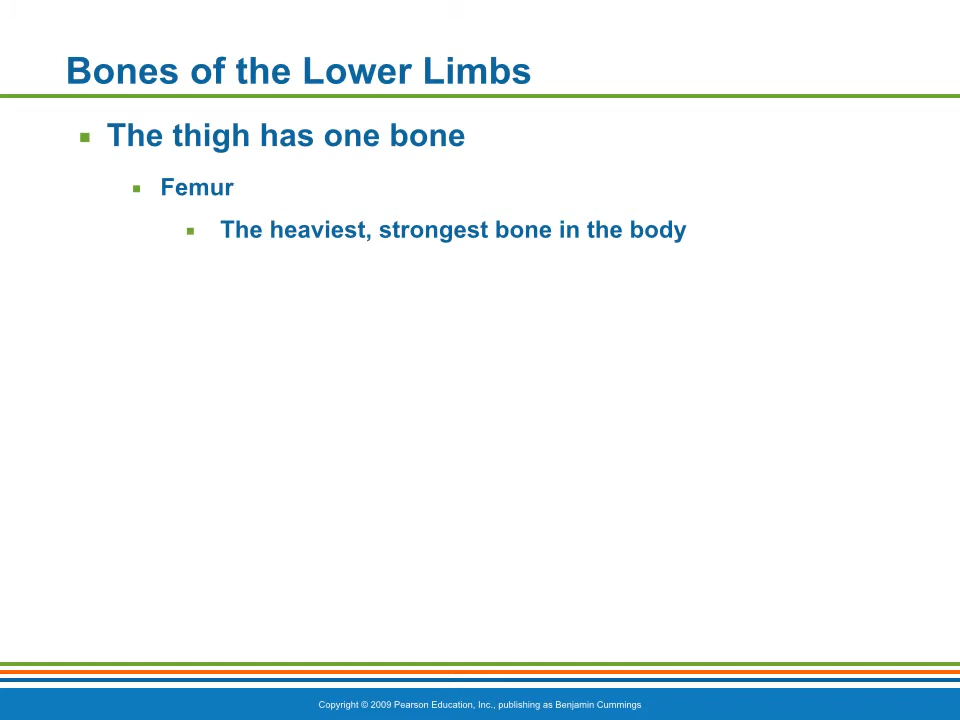 Bones of the Lower Limbs
The thigh has one bone
Femur
The heaviest, strongest bone in the body
Copyright © 2009 Pearson Education, Inc., publishing as Benjamin Cummings